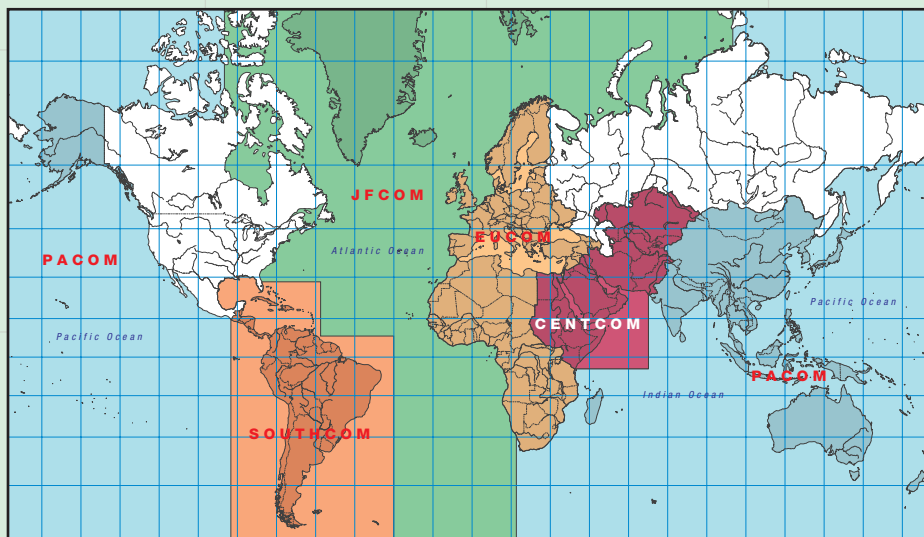 JFCOM
EUCOM
Atlantic Ocean
PACOM
Pacific Ocean
CENTCOM
Pacific Ocean
PACOM
Indian Ocean
SOUTHCOM